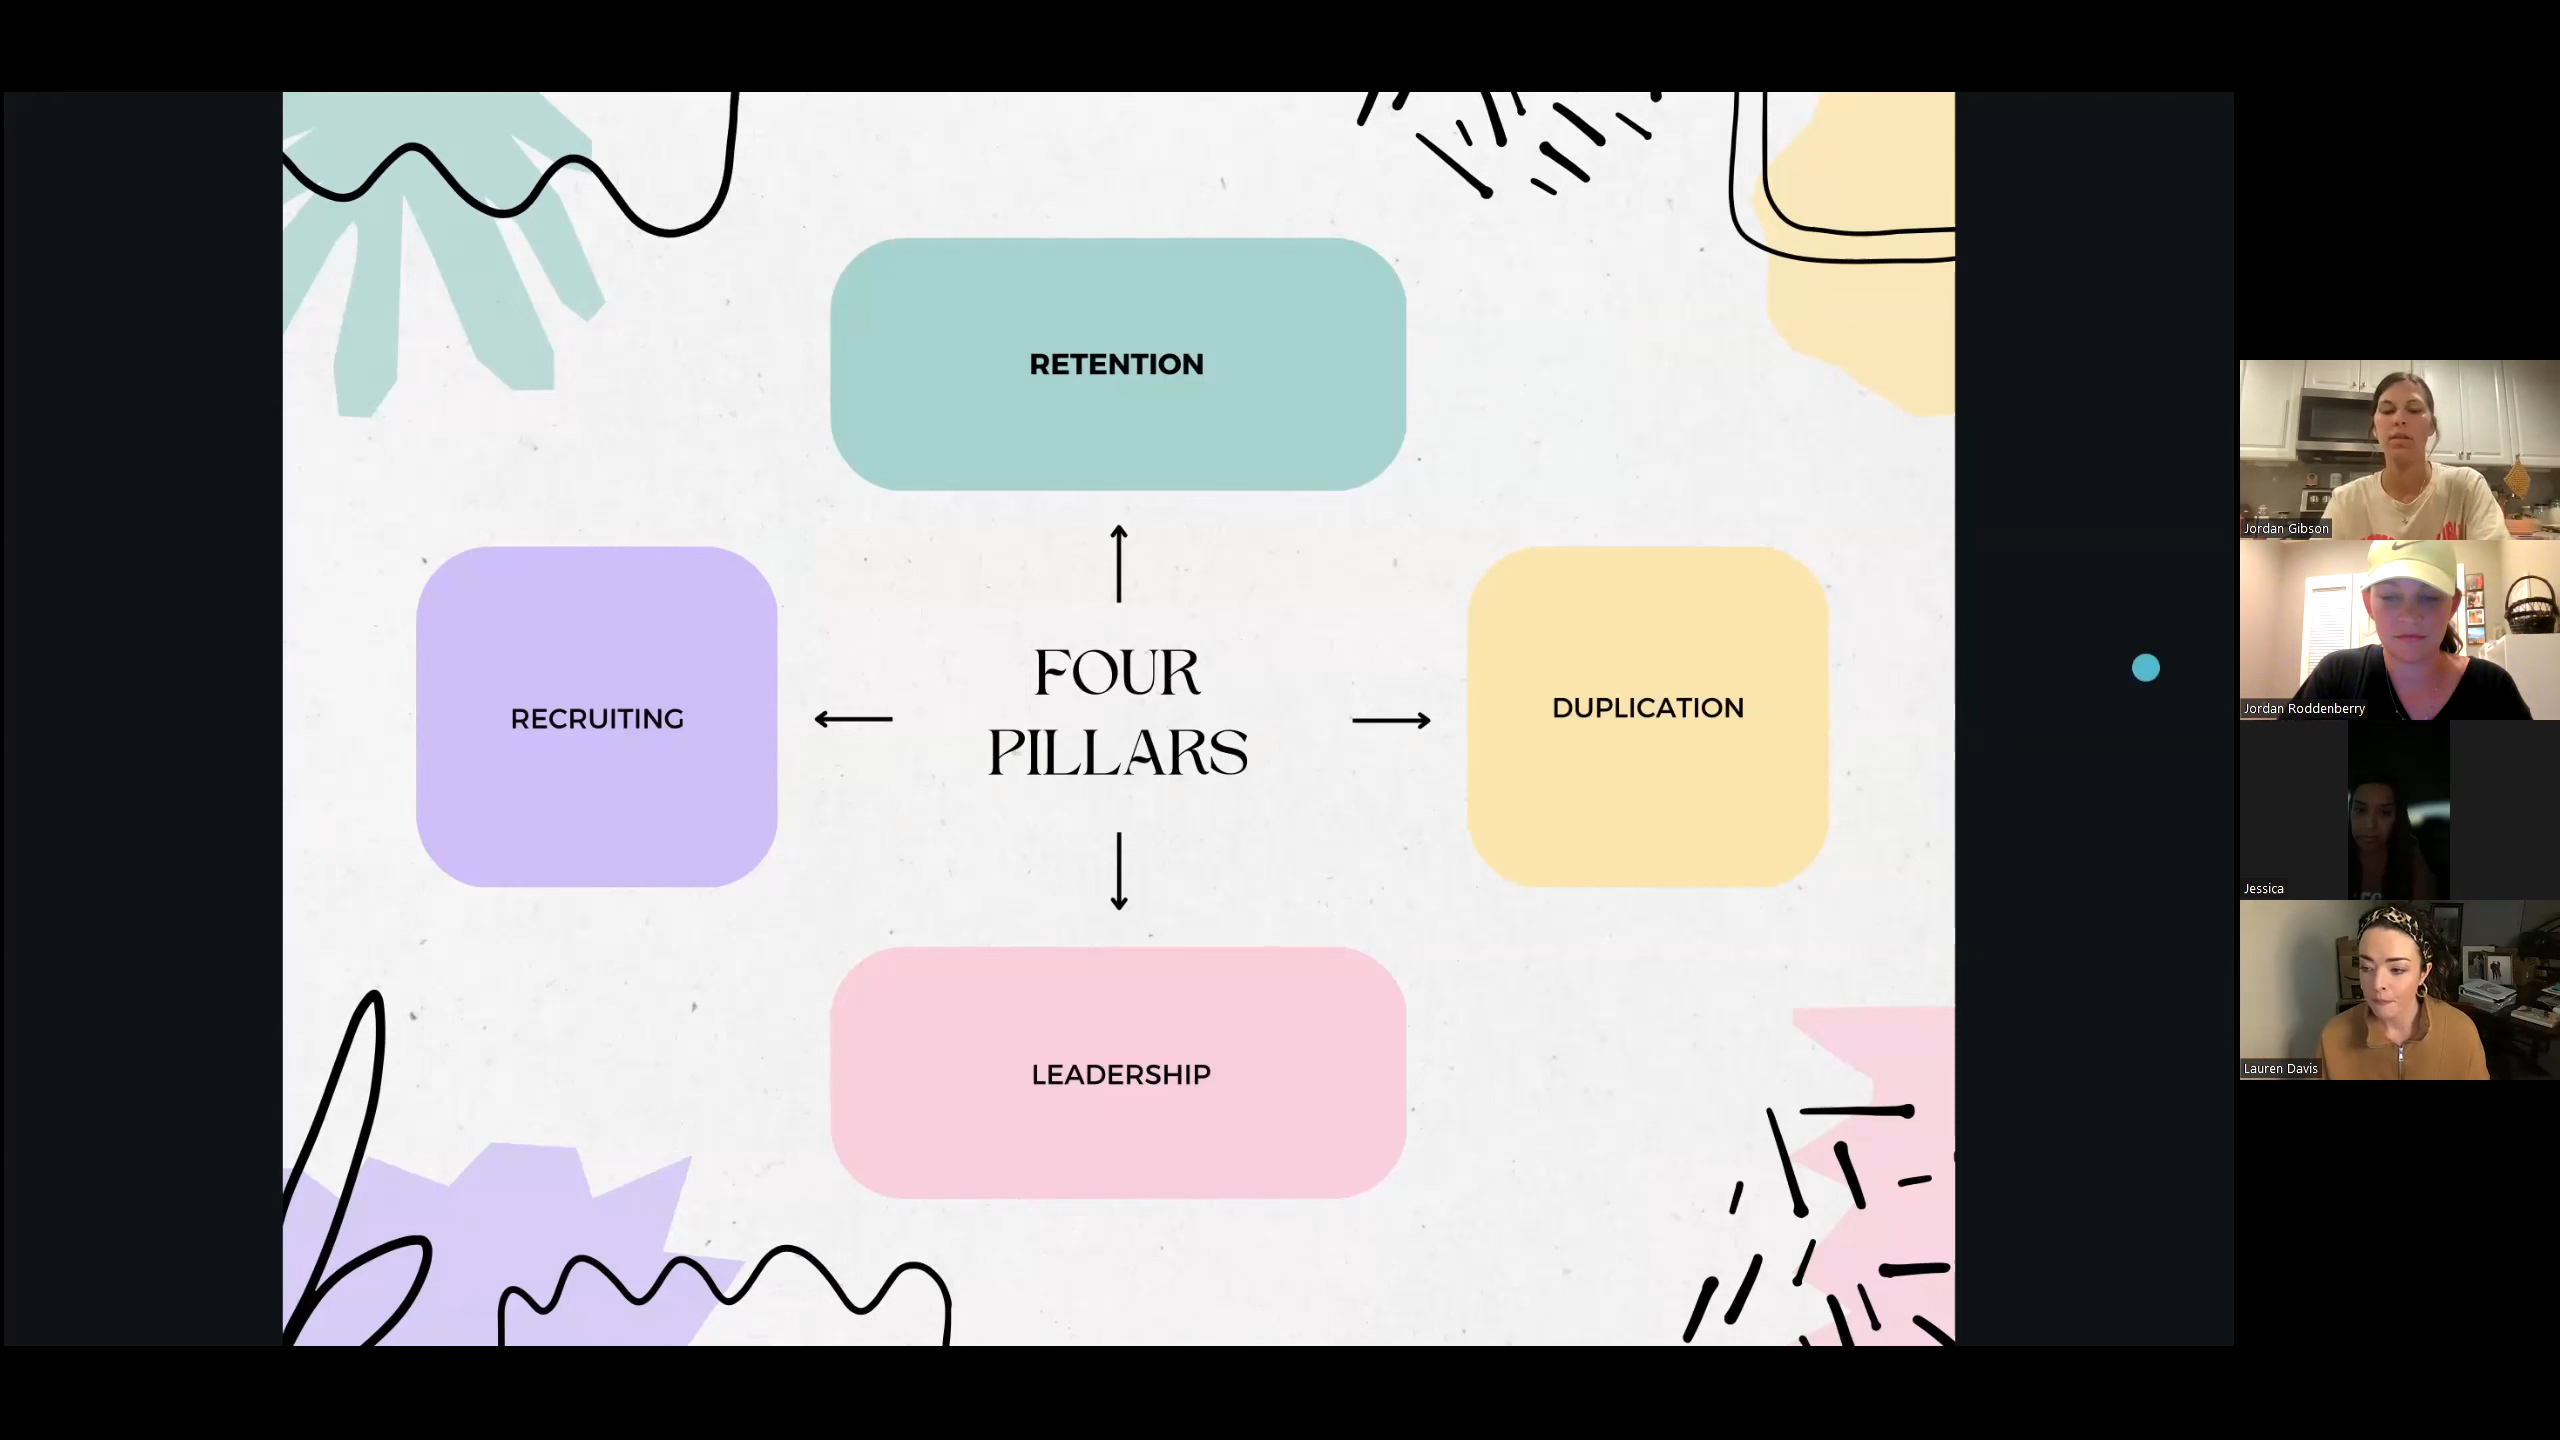 RETENTION
RECRUITING
FOUR
PILLARS
DUPLICATION
LEADERSHIP
Jordan Gibson
Jordan Roddenberry
Jessica
Lauren Davis